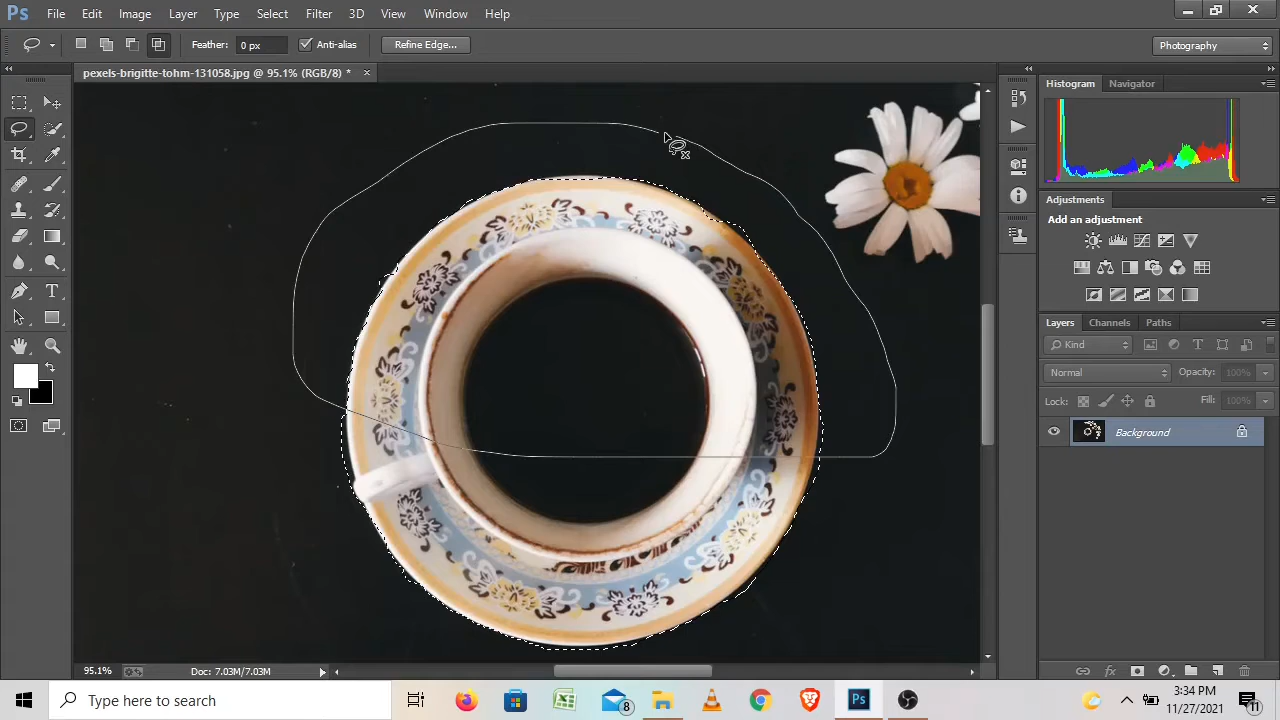 Ps File Edit Image Layer Type Select Filter 3D View Window Help
Feather: 0 px Anti-alias Refine Edge... Photography
pexels-brigitte-tohm-131058.jpg @ 95.1% (RGB/8) * ×
Histogram Navigator
Adjustments
Add an adjustment
Layers Channels Paths
Kind
Normal Opacity: 100%
Lock: Fill: 100%
Background
95.1% Doc: 7.03M/7.03M
Type here to search 8 Ps 3:34 PM
11/27/2021 11